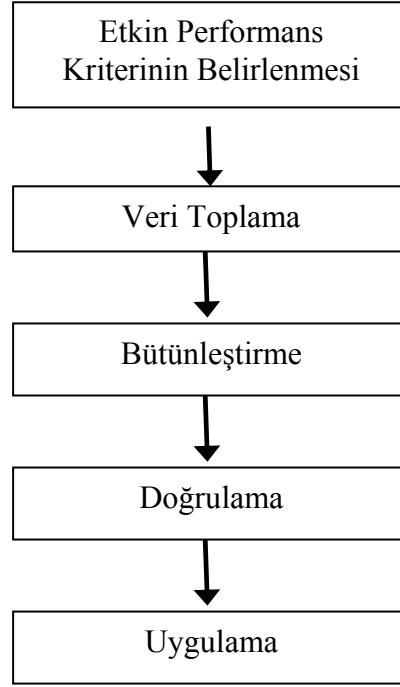 Etkin Performans
Kriterinin Belirlenmesi
Veri Toplama
Bütünleştirme
Doğrulama
Uygulama